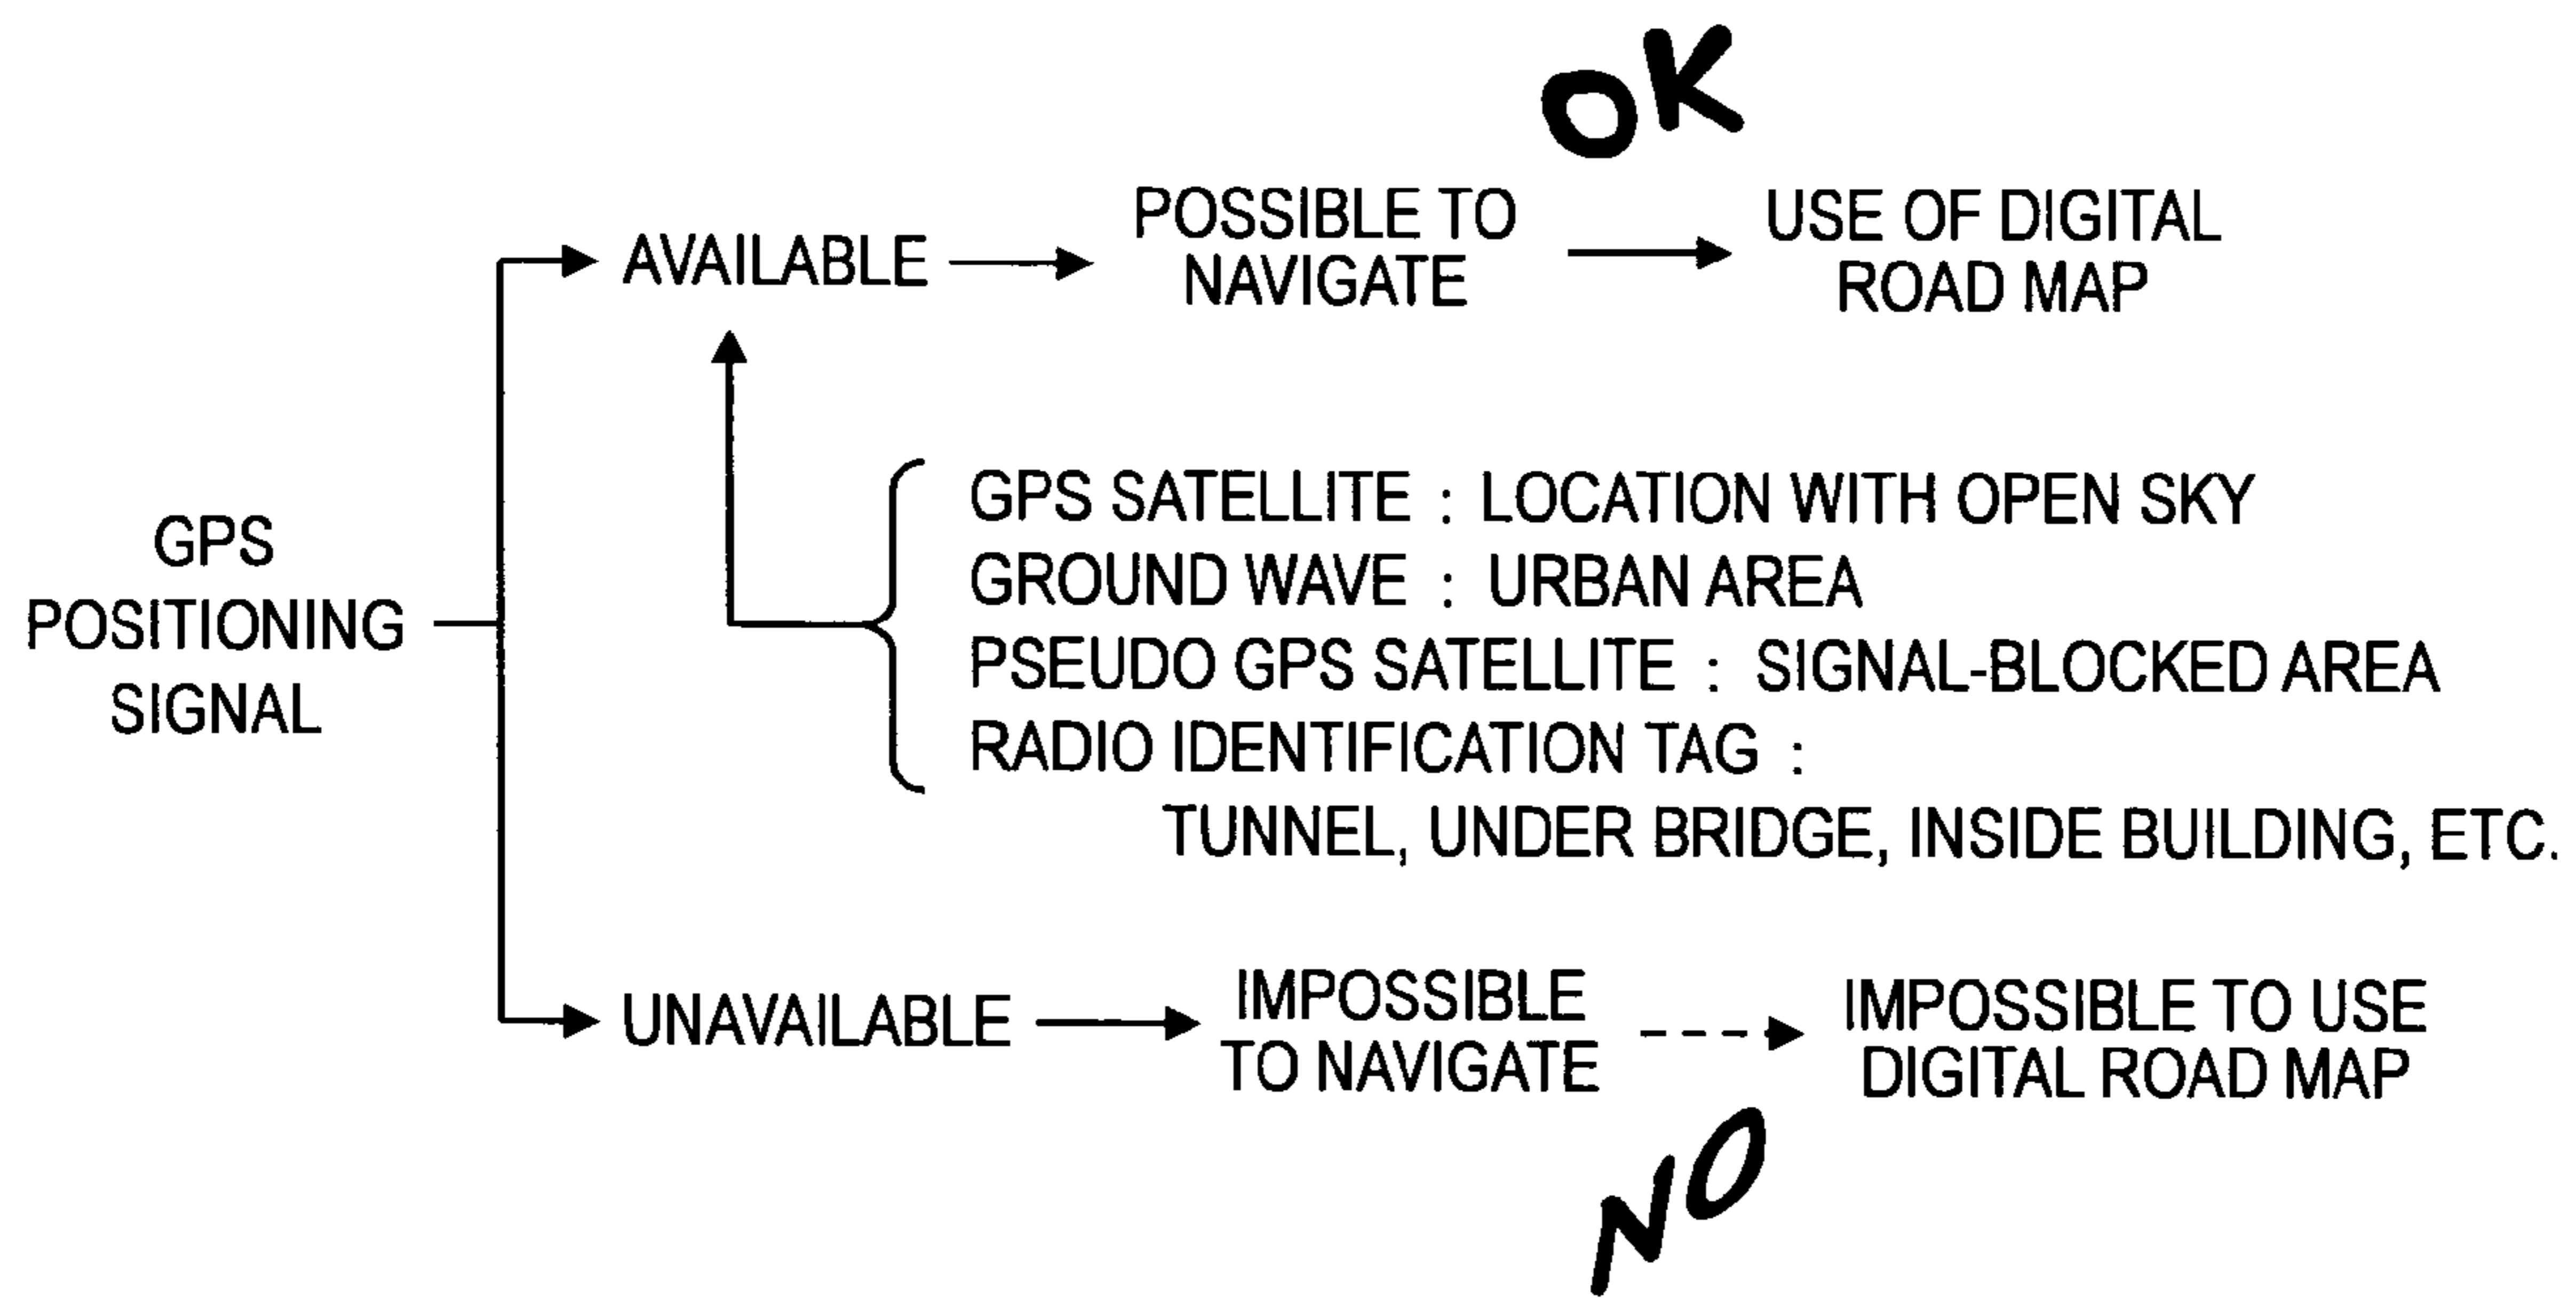 OK
AVAILABLE
POSSIBLE TO
NAVIGATE
USE OF DIGITAL
ROAD MAP
GPS
POSITIONING
SIGNAL
GPS SATELLITE : LOCATION WITH OPEN SKY
GROUND WAVE : URBAN AREA
PSEUDO GPS SATELLITE : SIGNAL-BLOCKED AREA
RADIO IDENTIFICATION TAG :
TUNNEL, UNDER BRIDGE, INSIDE BUILDING, ETC.
UNAVAILABLE
IMPOSSIBLE
TO NAVIGATE
IMPOSSIBLE TO USE
DIGITAL ROAD MAP
NO